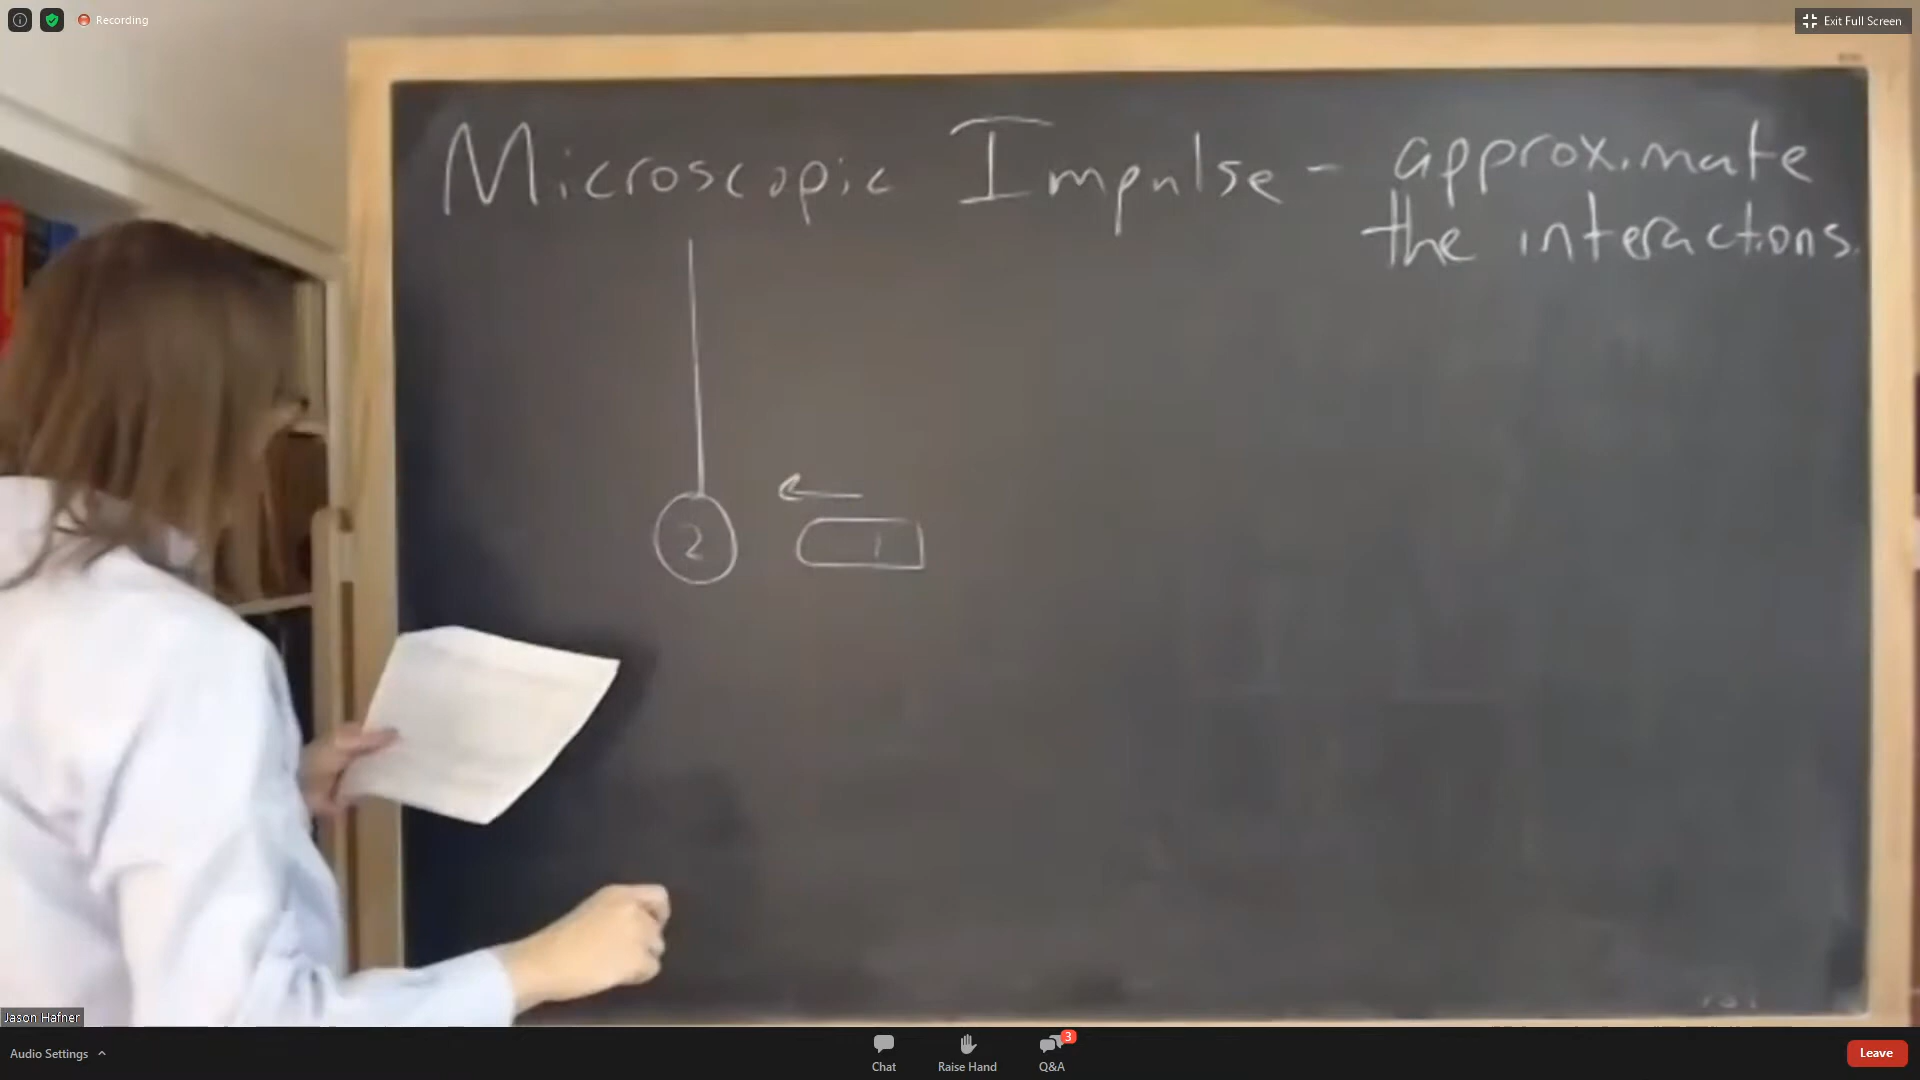 Recording
Exit Full Screen
Microscopic Impulse - approximate
the interactions.
2
1
Jason Hafner
Audio Settings
Chat
Raise Hand
Q&A
3
Leave